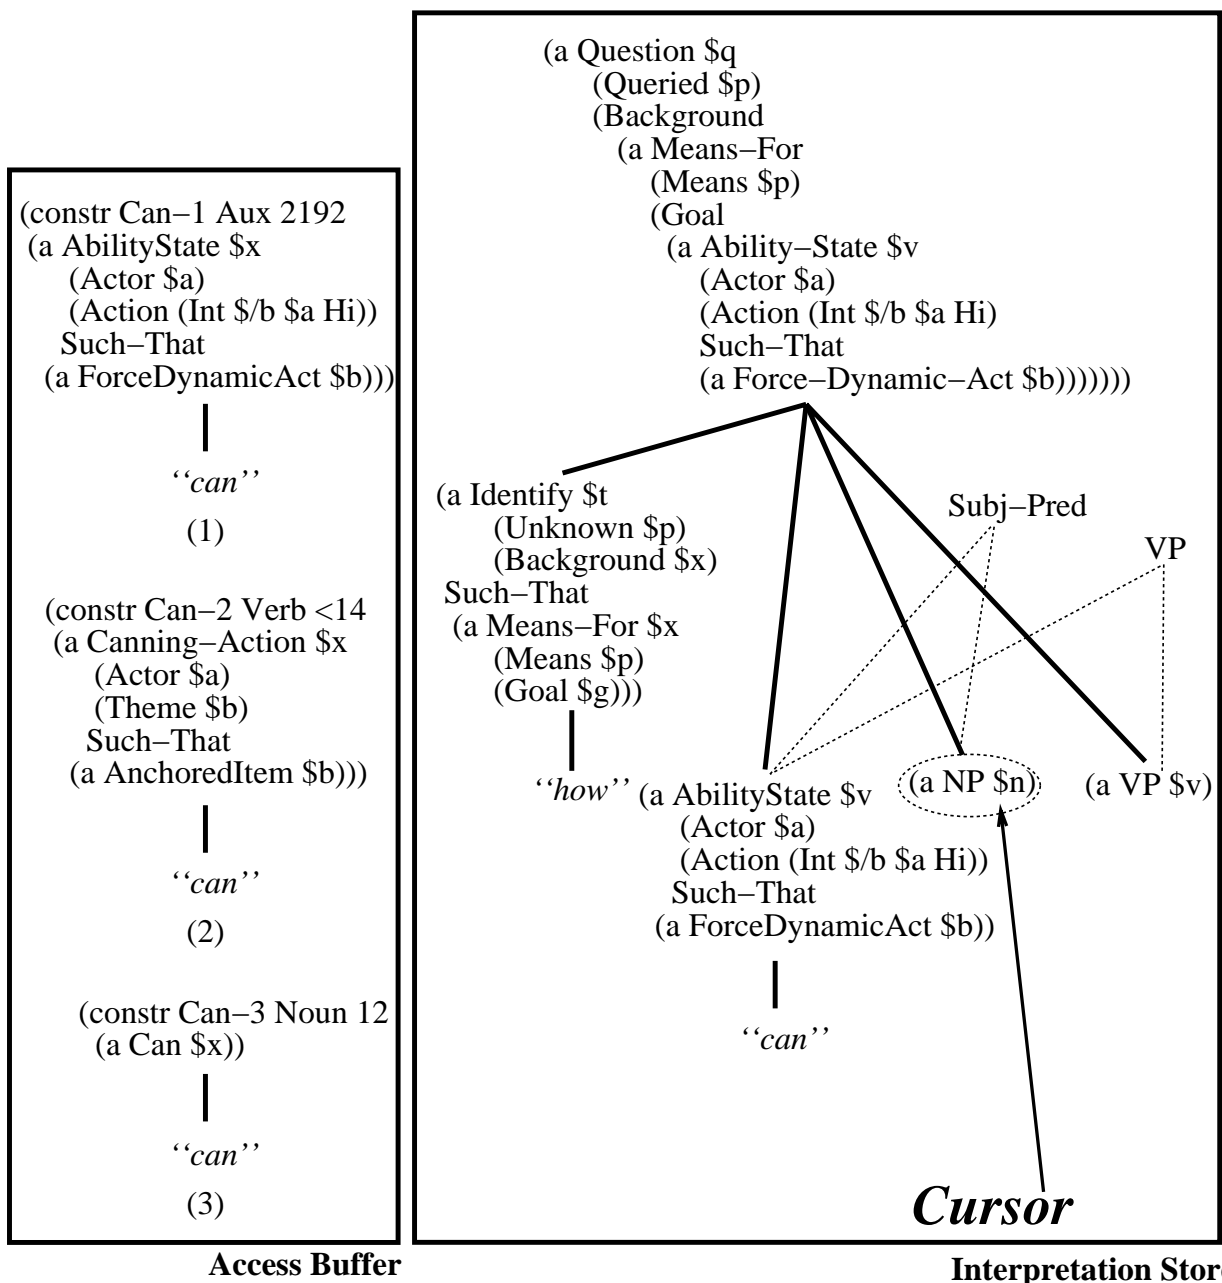 (constr Can−1 Aux 2192
(a AbilityState $x
(Actor $a)
(Action (Int $/b $a Hi))
Such−That
(a ForceDynamicAct $b)))
‘‘can’’
(1)
(constr Can−2 Verb <14
(a Canning−Action $x
(Actor $a)
(Theme $b)
Such−That
(a AnchoredItem $b)))
‘‘can’’
(2)
(constr Can−3 Noun 12
(a Can $x))
‘‘can’’
(3)
Access Buffer
(a Question $q
(Queried $p)
(Background
(a Means−For
(Means $p)
(Goal
(a Ability−State $v
(Actor $a)
(Action (Int $/b $a Hi)
Such−That
(a Force−Dynamic−Act $b)))))))
(a Identify $t
(Unknown $p)
(Background $x)
Such−That
(a Means−For $x
(Means $p)
(Goal $g)))
‘‘how’’
Subj−Pred
VP
(a AbilityState $v
(Actor $a)
(Action (Int $/b $a Hi))
Such−That
(a ForceDynamicAct $b))
‘‘can’’
(a NP $n)
(a VP $v)
Cursor
Interpretation Stor